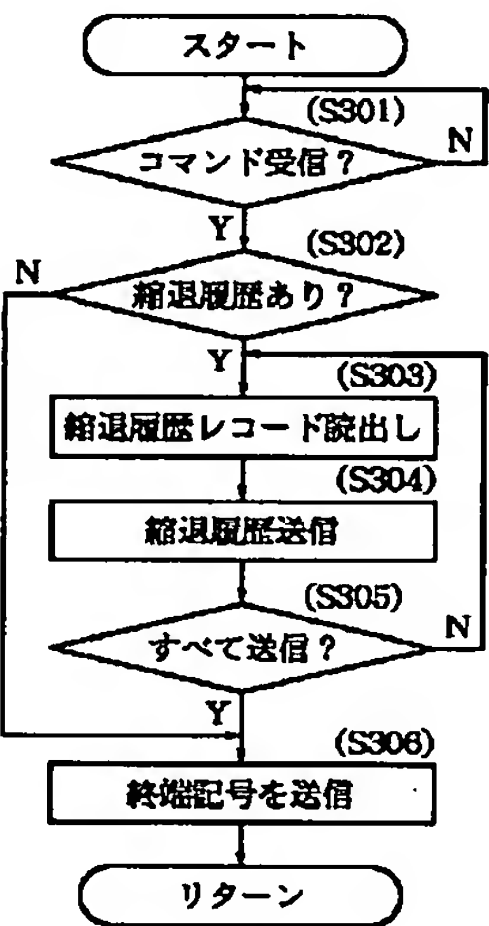 スタート
(S301)
コマンド受信?
N
Y
(S302)
縮退履歴あり?
N
Y
(S303)
縮退履歴レコード読出し
(S304)
縮退履歴送信
(S305)
すべて送信?
N
Y
(S306)
終端記号を送信
リターン